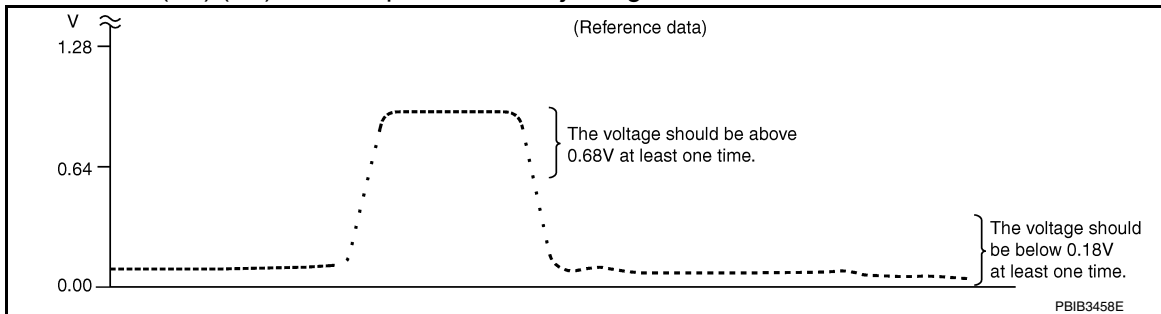 V
(Reference data)
1.28
The voltage should be above
0.68V at least one time.
0.64
The voltage should
be below 0.18V
at least one time.
0.00
PBIB3458E